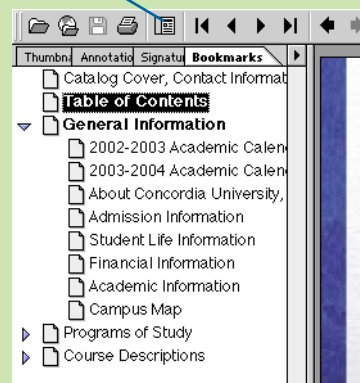 Thumbna Annotatio Signatur Bookmarks
Catalog Cover, Contact Informat
Table of Contents
General Information
2002-2003 Academic Calen
2003-2004 Academic Calen
About Concordia University,
Admission Information
Student Life Information
Financial Information
Academic Information
Campus Map
Programs of Study
Course Descriptions